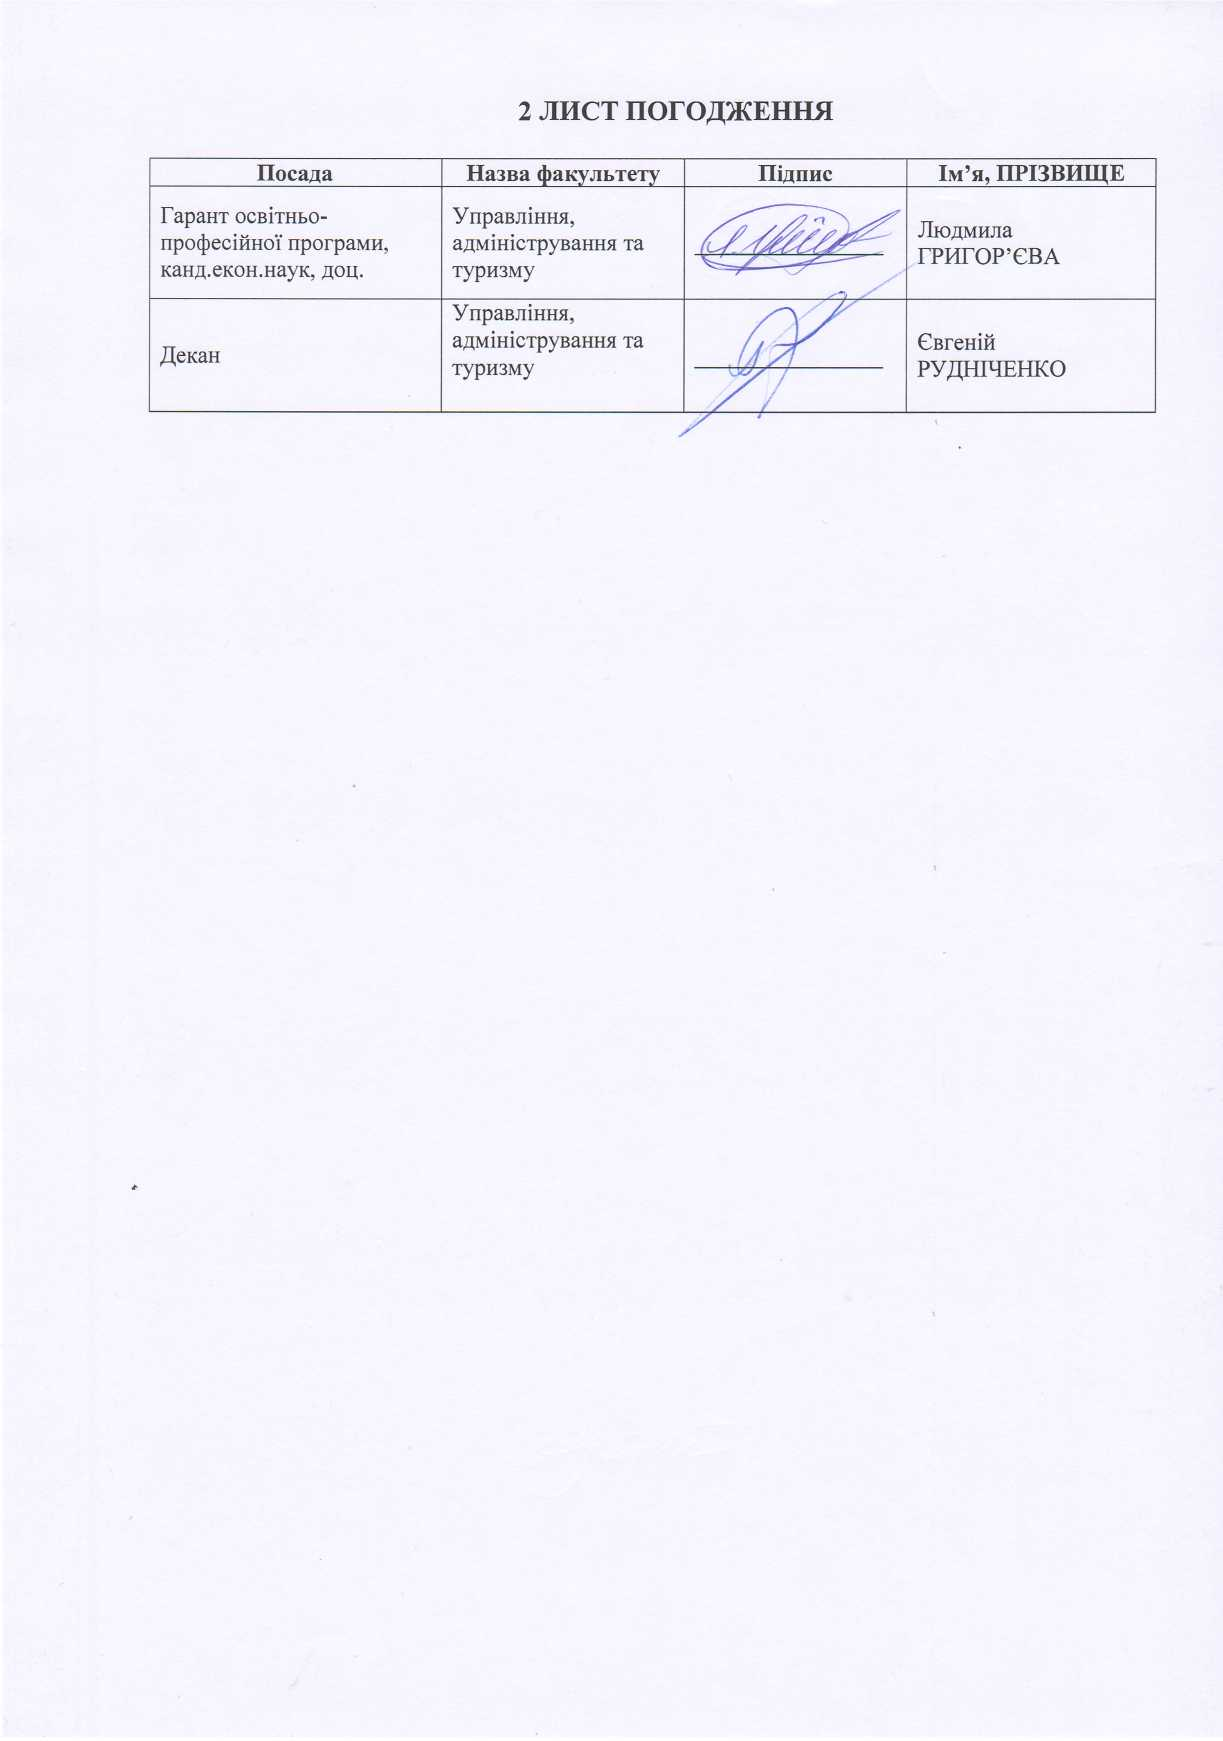 2 ЛИСТ ПОГОДЖЕННЯ
Посада
Назва факультету
Підпис
Ім’я, ПРІЗВИЩЕ
Гарант освітньо-
професійної програми,
канд.екон.наук, доц.
Управління,
адміністрування та
туризму
Людмила
ГРИГОР’ЄВА
Декан
Управління,
адміністрування та
туризму
Євгеній
РУДНІЧЕНКО